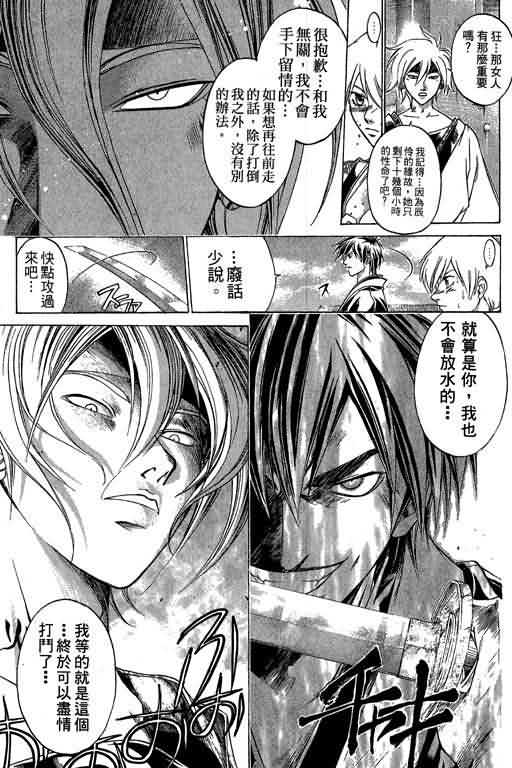 狂…那女人
有那麼重要
嗎？
我記得…因為辰
伶的緣故，她只
剩下十幾個小時
的性命了吧？
…
很抱歉…和我
無關，我不會
手下留情的…
如果想再往前走
的話，除了打倒
我之外，沒有別
的辦法。
…
…廢話
少說。
快點攻過
來吧…
就算是你，我也
不會放水的…
チャキ
我等的就是這個
…終於可以盡情
打鬥了…